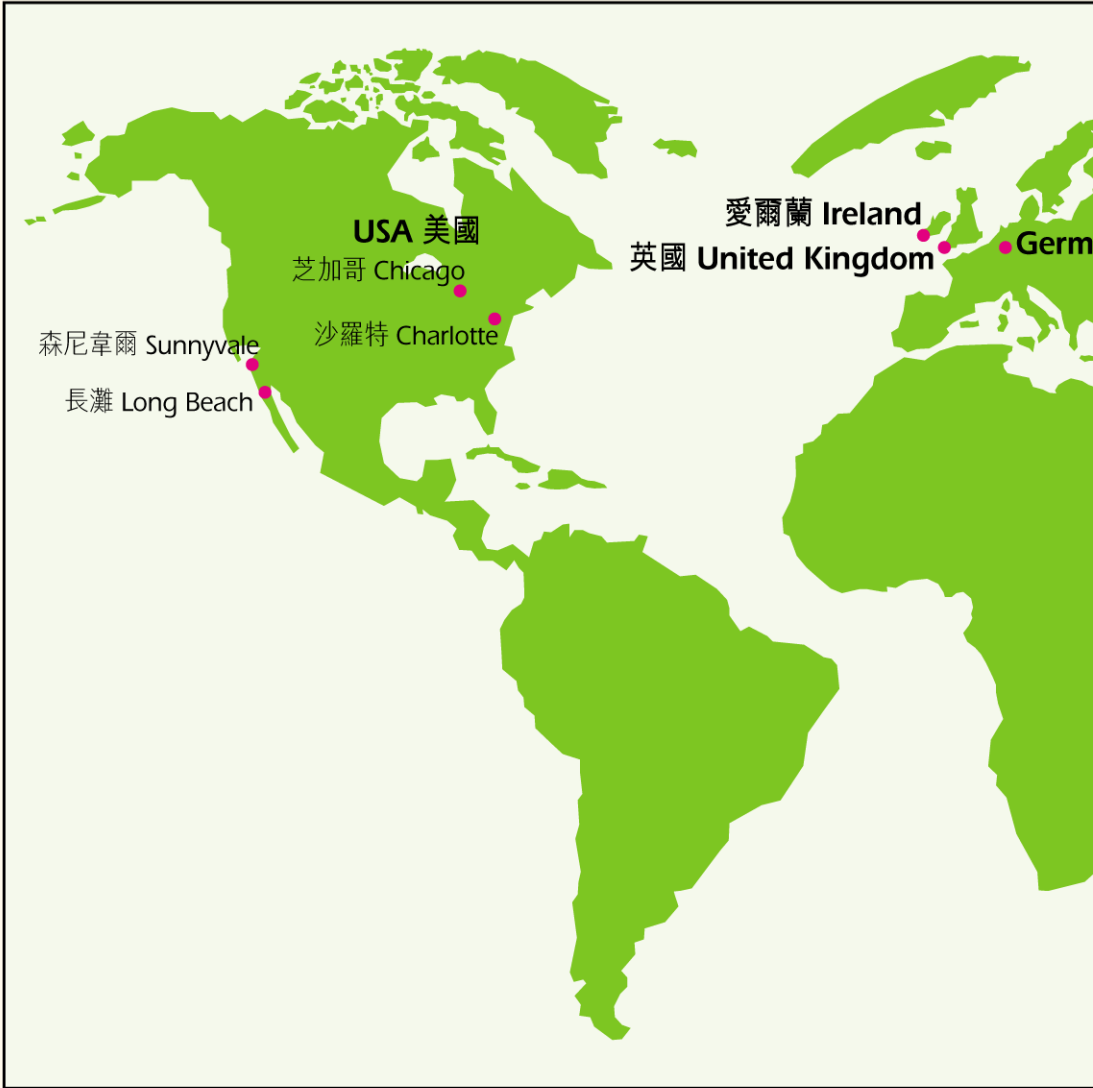 USA 美國
芝加哥 Chicago
沙羅特 Charlotte
森尼韋爾 Sunnyvale
長灘 Long Beach
愛爾蘭 Ireland
英國 United Kingdom
Germ